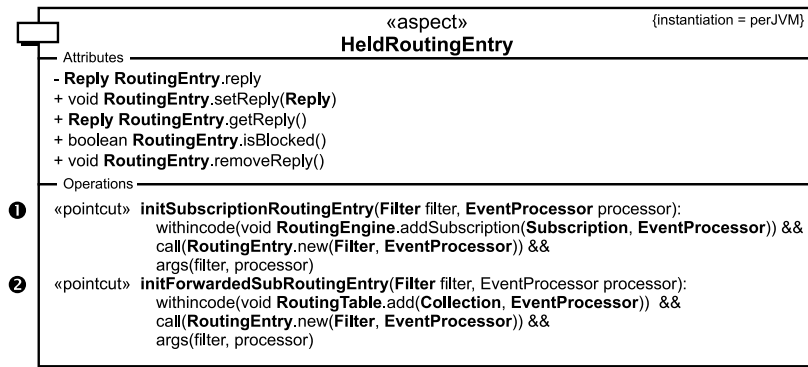 «aspect»
{instantiation = perJVM}
HeldRoutingEntry
Attributes
- Reply RoutingEntry.reply
+ void RoutingEntry.setReply(Reply)
+ Reply RoutingEntry.getReply()
+ boolean RoutingEntry.isBlocked()
+ void RoutingEntry.removeReply()
Operations
❶ «pointcut» initSubscriptionRoutingEntry(Filter filter, EventProcessor processor):
withincode(void RoutingEngine.addSubscription(Subscription, EventProcessor)) &&
call(RoutingEntry.new(Filter, EventProcessor)) &&
args(filter, processor)
❷ «pointcut» initForwardedSubRoutingEntry(Filter filter, EventProcessor processor):
withincode(void RoutingTable.add(Collection, EventProcessor)) &&
call(RoutingEntry.new(Filter, EventProcessor)) &&
args(filter, processor)